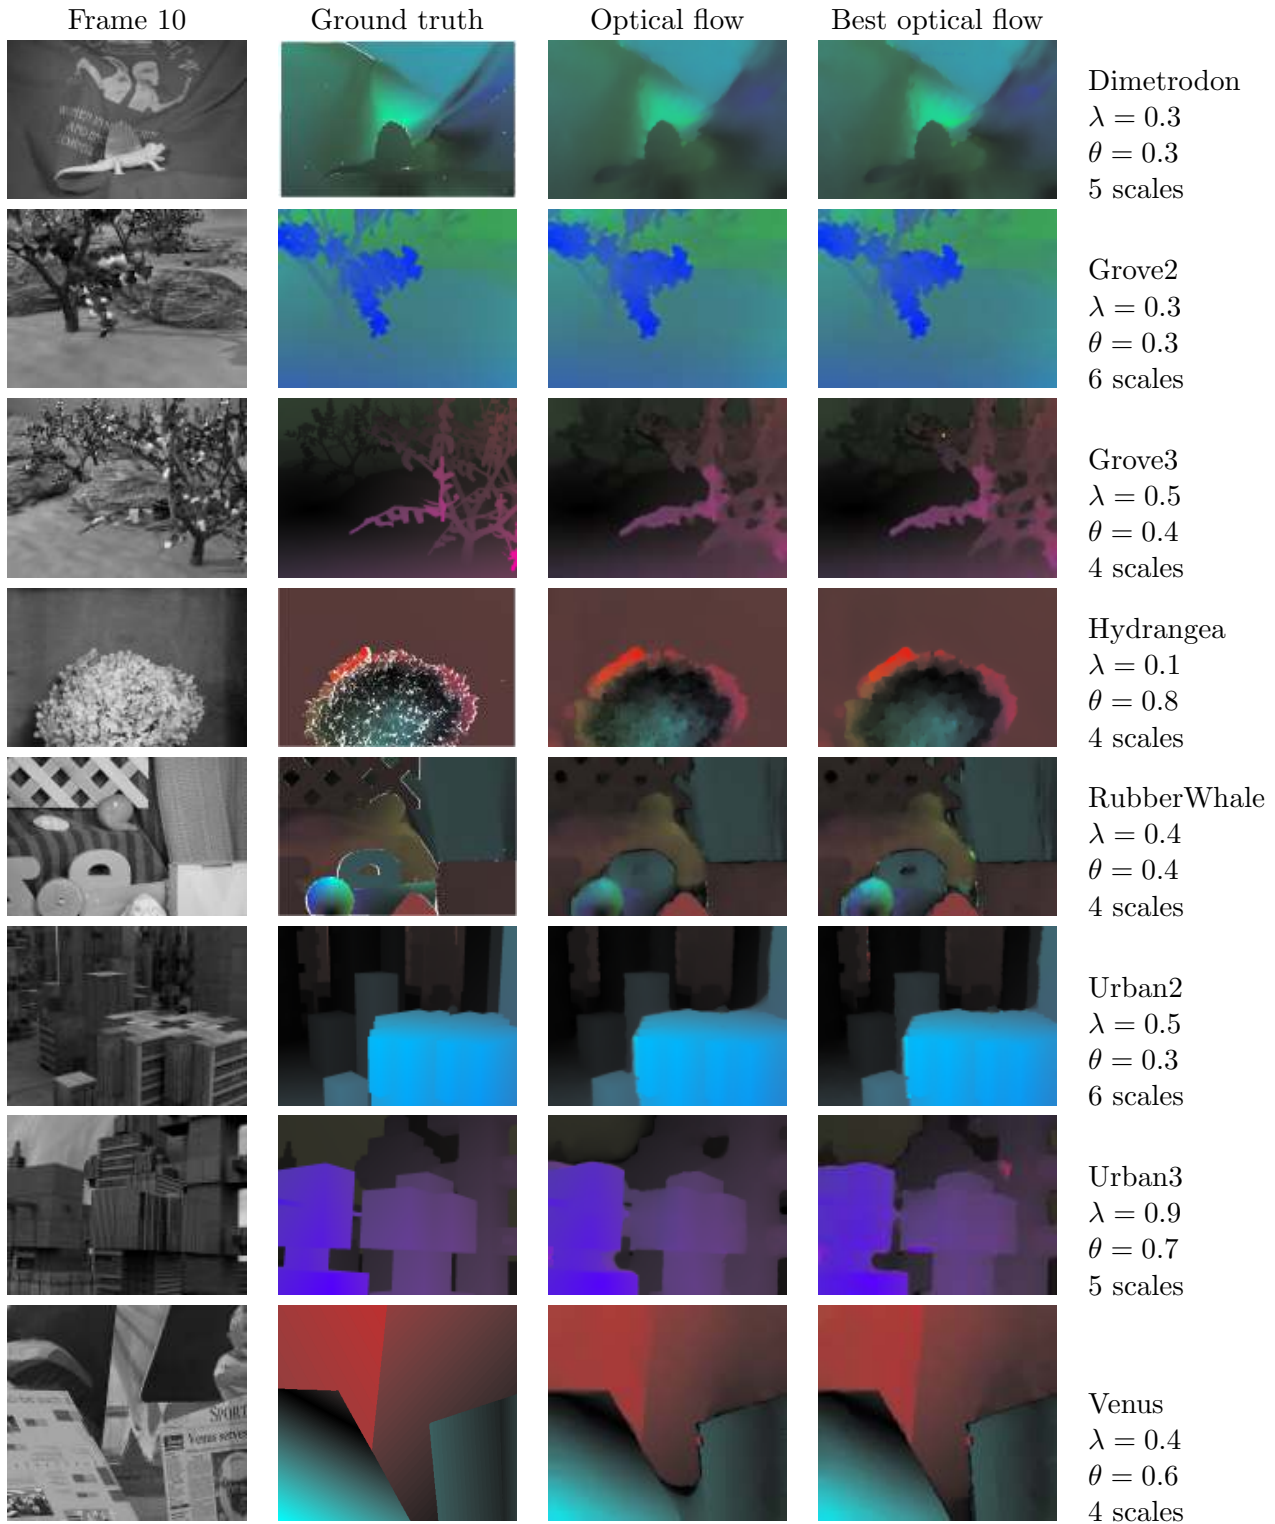 Frame 10 Ground truth Optical flow Best optical flow
Dimetrodon
λ = 0.3
θ = 0.3
5 scales
Grove2
λ = 0.3
θ = 0.3
6 scales
Grove3
λ = 0.5
θ = 0.4
4 scales
Hydrangea
λ = 0.1
θ = 0.8
4 scales
RubberWhale
λ = 0.4
θ = 0.4
4 scales
Urban2
λ = 0.5
θ = 0.3
6 scales
Urban3
λ = 0.9
θ = 0.7
5 scales
SPORT
Venus
Venus
λ = 0.4
θ = 0.6
4 scales